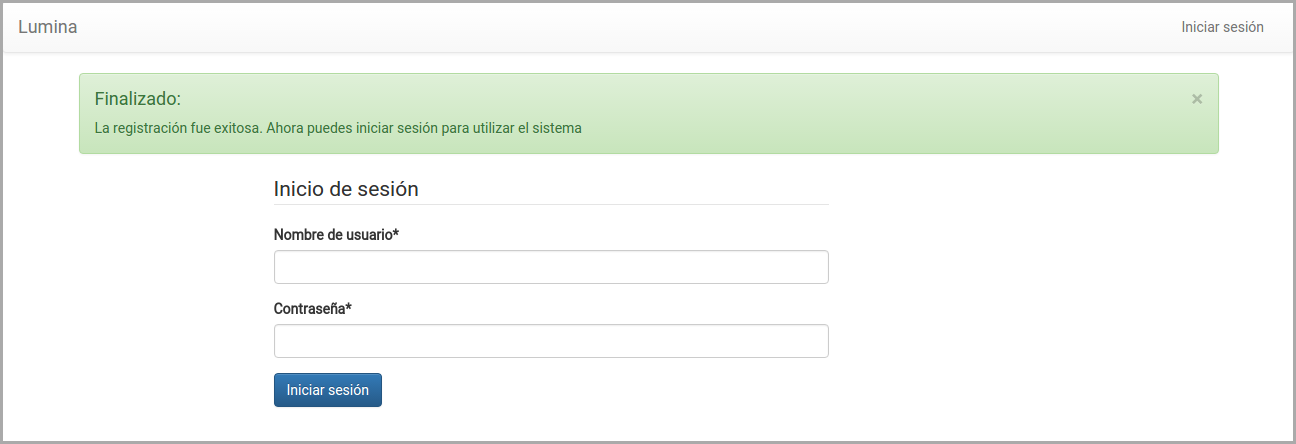 Lumina
Iniciar sesión
Finalizado:
×
La registración fue exitosa. Ahora puedes iniciar sesión para utilizar el sistema
Inicio de sesión
Nombre de usuario*
Contraseña*
Iniciar sesión